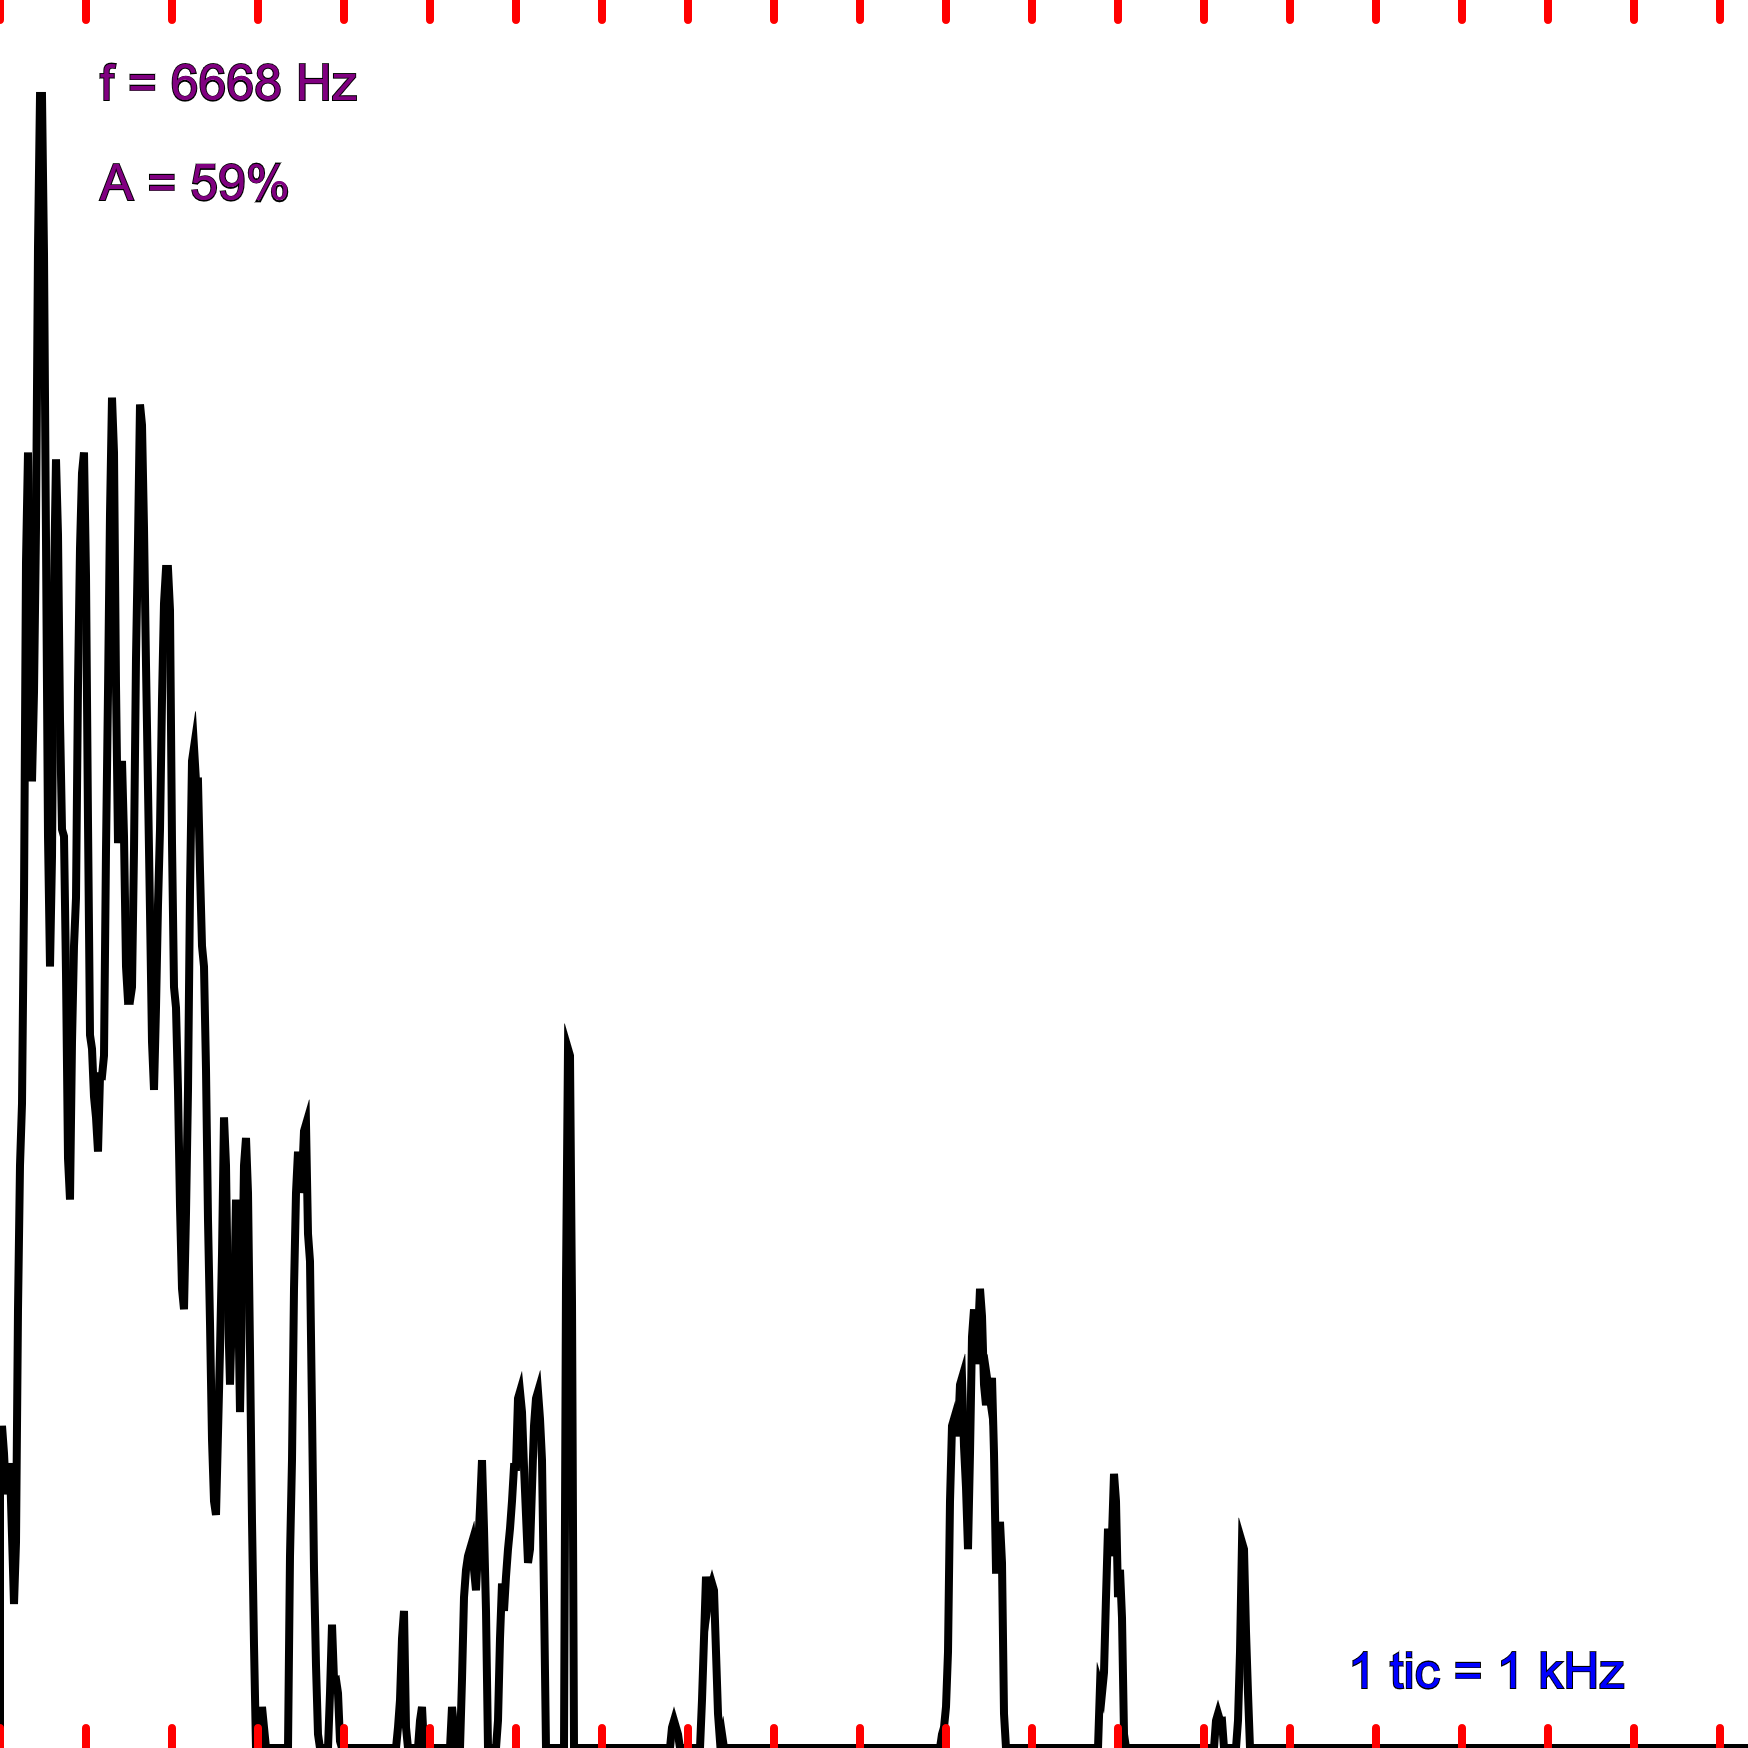 f = 6668 Hz
A = 59%
1 tic = 1 kHz